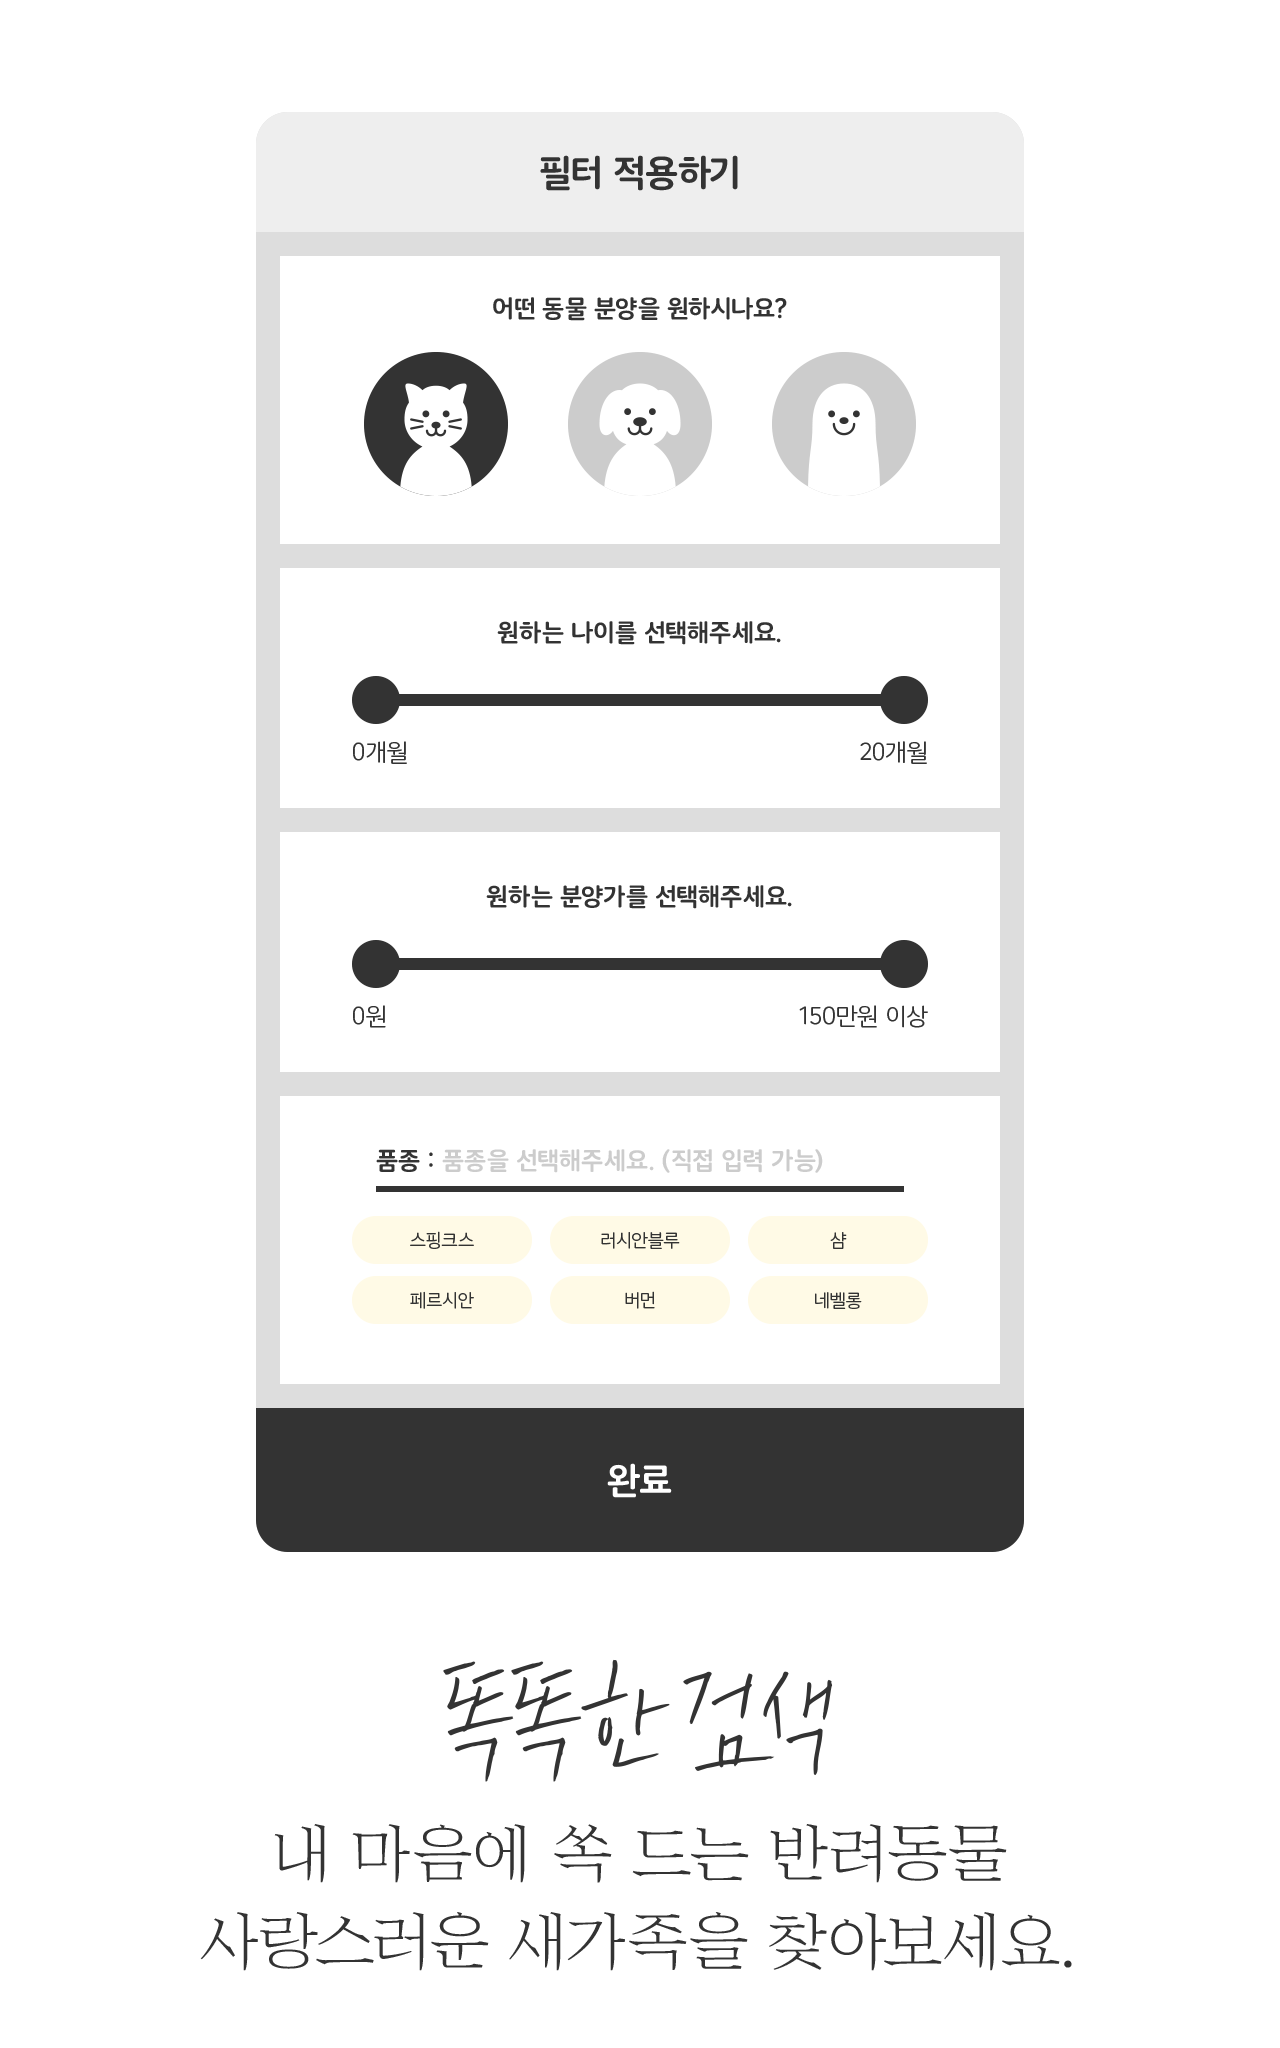 필터 적용하기
어떤 동물 분양을 원하시나요?
원하는 나이를 선택해주세요.
0개월 20개월
원하는 분양가를 선택해주세요.
0원 150만원 이상
품종 : 품종을 선택해주세요. (직접 입력 가능)
스핑크스 러시안블루 샴
페르시안 버먼 네벨롱
완료
똑똑한 검색
내 마음에 쏙 드는 반려동물
사랑스러운 새가족을 찾아보세요.